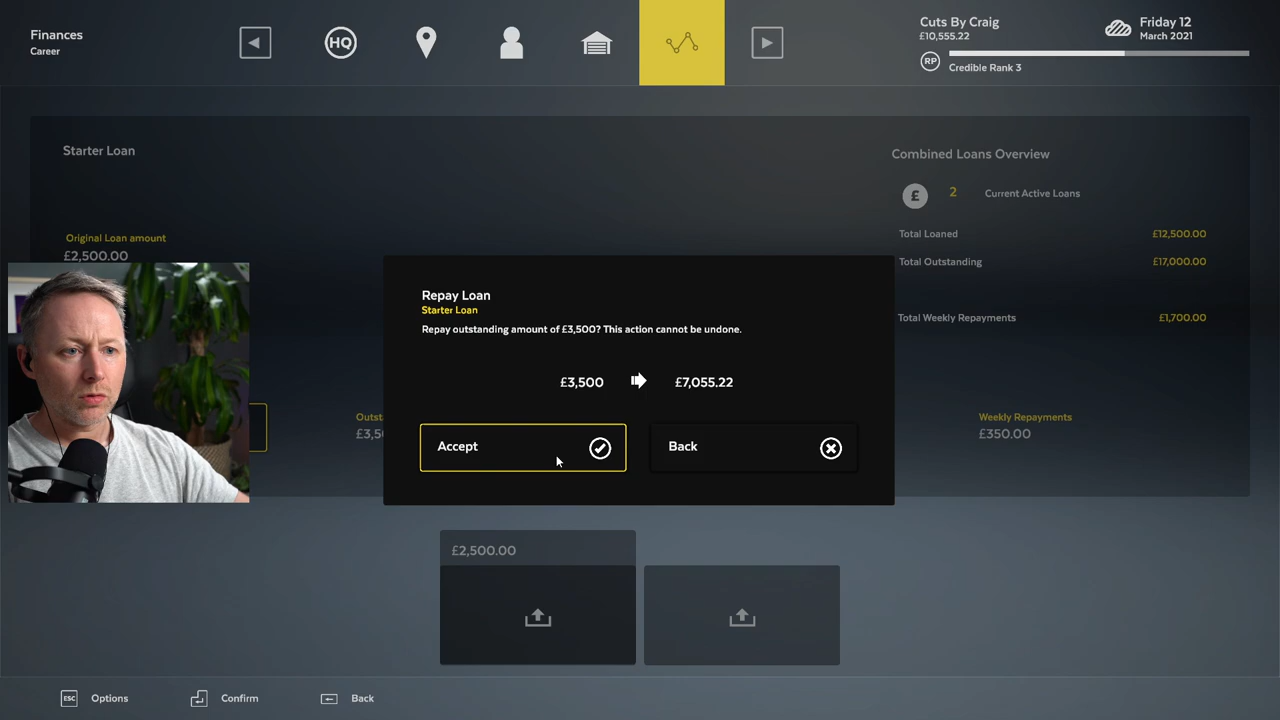 Finances
Career
HQ
Cuts By Craig
£10,555.22
Friday 12
March 2021
RP
Credible Rank 3
Starter Loan
Combined Loans Overview
£
2
Current Active Loans
Original Loan amount
£2,500.00
Total Loaned
£12,500.00
Total Outstanding
£17,000.00
Total Weekly Repayments
£1,700.00
Repay Loan
Starter Loan
Repay outstanding amount of £3,500? This action cannot be undone.
£3,500
£7,055.22
Weekly Repayments
£350.00
Accept
Back
£2,500.00
ESC
Options
Confirm
Back